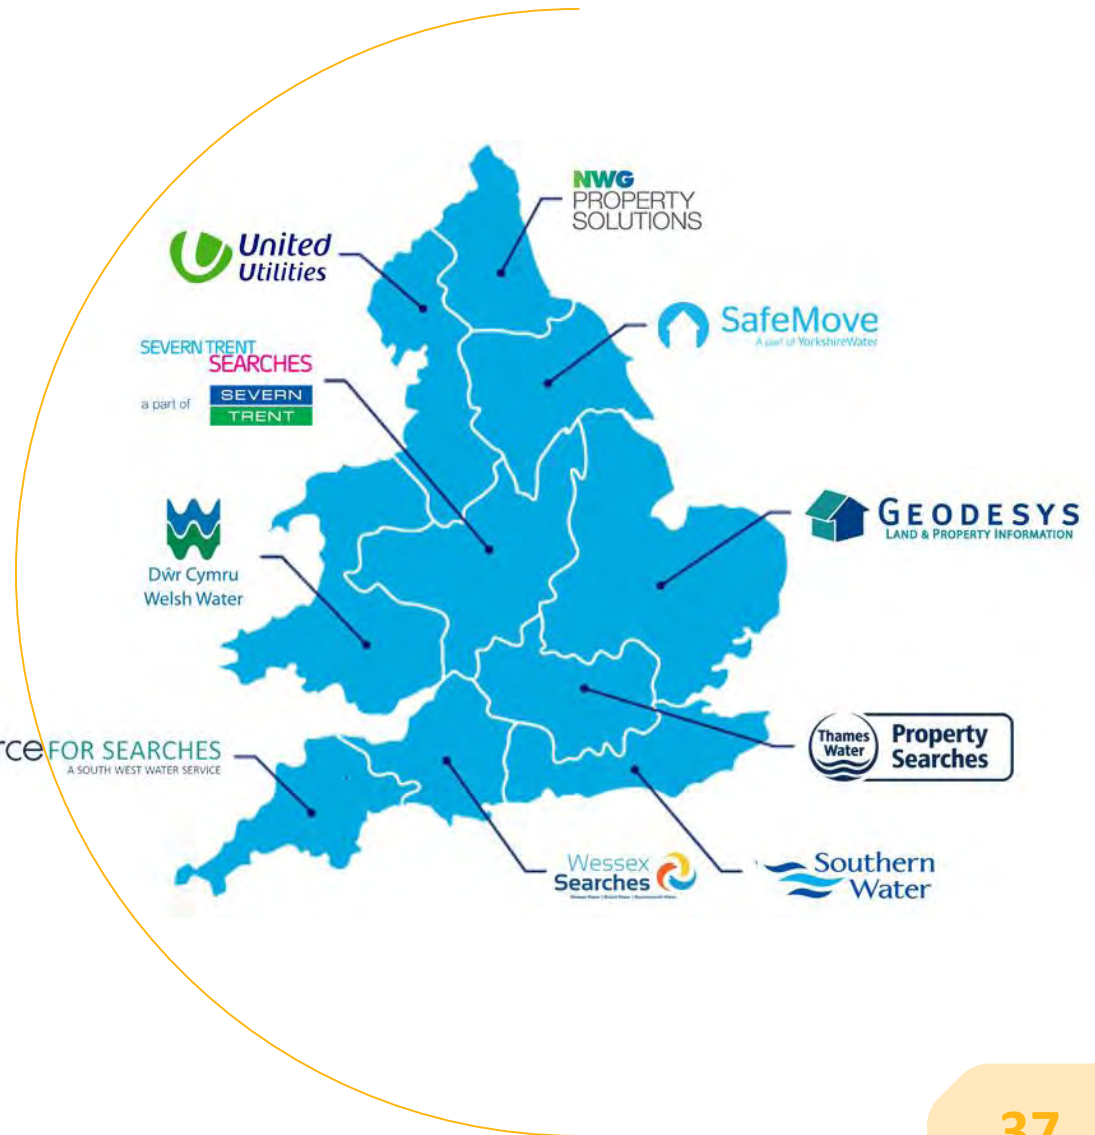 NWG
PROPERTY
SOLUTIONS
United
Utilities
SafeMove
A part of YorkshireWater
SEVERN TRENT
SEARCHES
a part of
SEVERN
TRENT
GEODESYS
LAND & PROPERTY INFORMATION
Dŵr Cymru
Welsh Water
Thames
Water
Property
Searches
rce FOR SEARCHES
A SOUTH WEST WATER SERVICE
Wessex
Searches
Southern
Water
37